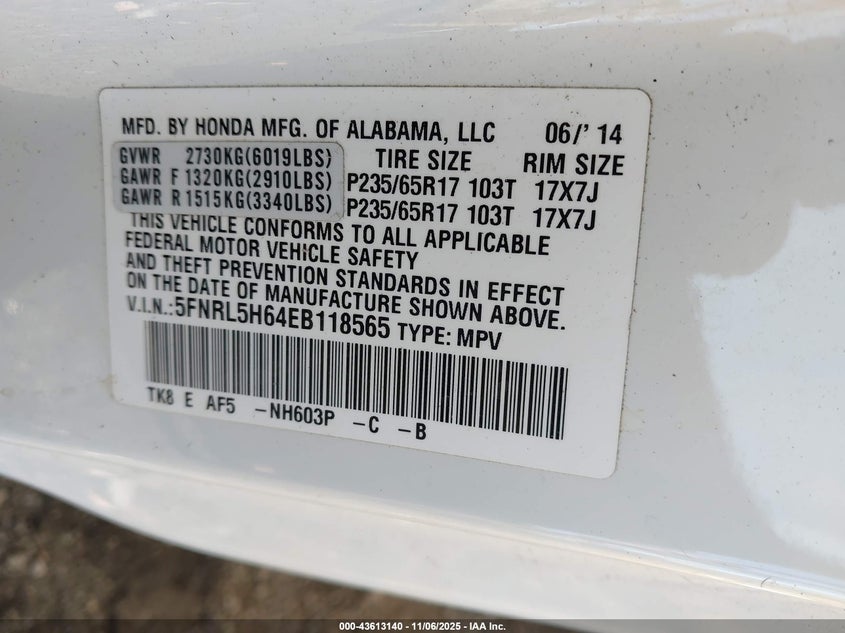 MFD. BY HONDA MFG. OF ALABAMA, LLC 06/' 14
GVWR 2730KG(6019LBS) TIRE SIZE RIM SIZE
GAWR F 1320KG(2910LBS) P235/65R17 103T 17X7J
GAWR R 1515KG(3340LBS) P235/65R17 103T 17X7J
THIS VEHICLE CONFORMS TO ALL APPLICABLE
FEDERAL MOTOR VEHICLE SAFETY
AND THEFT PREVENTION STANDARDS IN EFFECT
ON THE DATE OF MANUFACTURE SHOWN ABOVE.
V.I.N.:5FNRL5H64EB118565 TYPE: MPV
TK8 E AF5 -NH603P -C -B
000-43613140 - 11/06/2025 - IAA Inc.